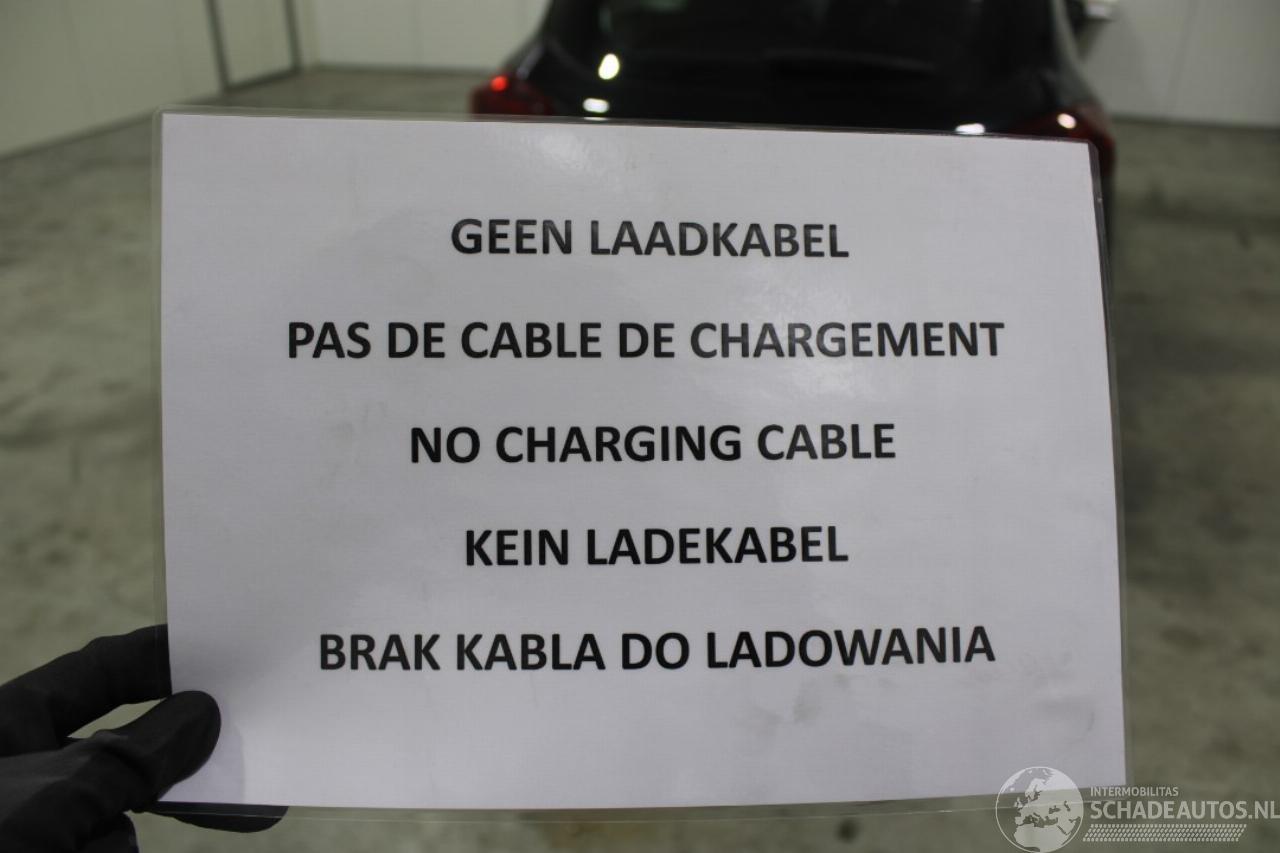 GEEN LAADKABEL
PAS DE CABLE DE CHARGEMENT
NO CHARGING CABLE
KEIN LADEKABEL
BRAK KABLA DO LADOWANIA
INTERMOBILITAS
SCHADEAUTOS.NL